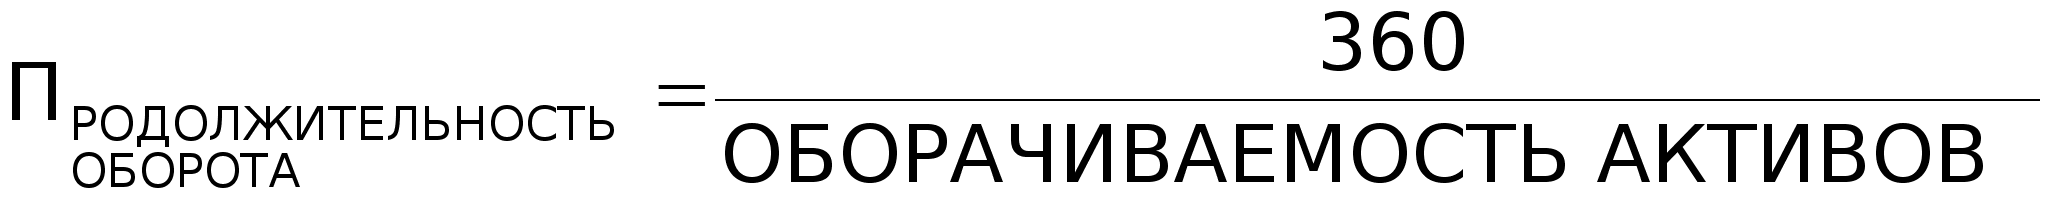 360
П РОДОЛЖИТЕЛЬНОСТЬ =
ОБОРОТА
ОБОРАЧИВАЕМОСТЬ АКТИВОВ